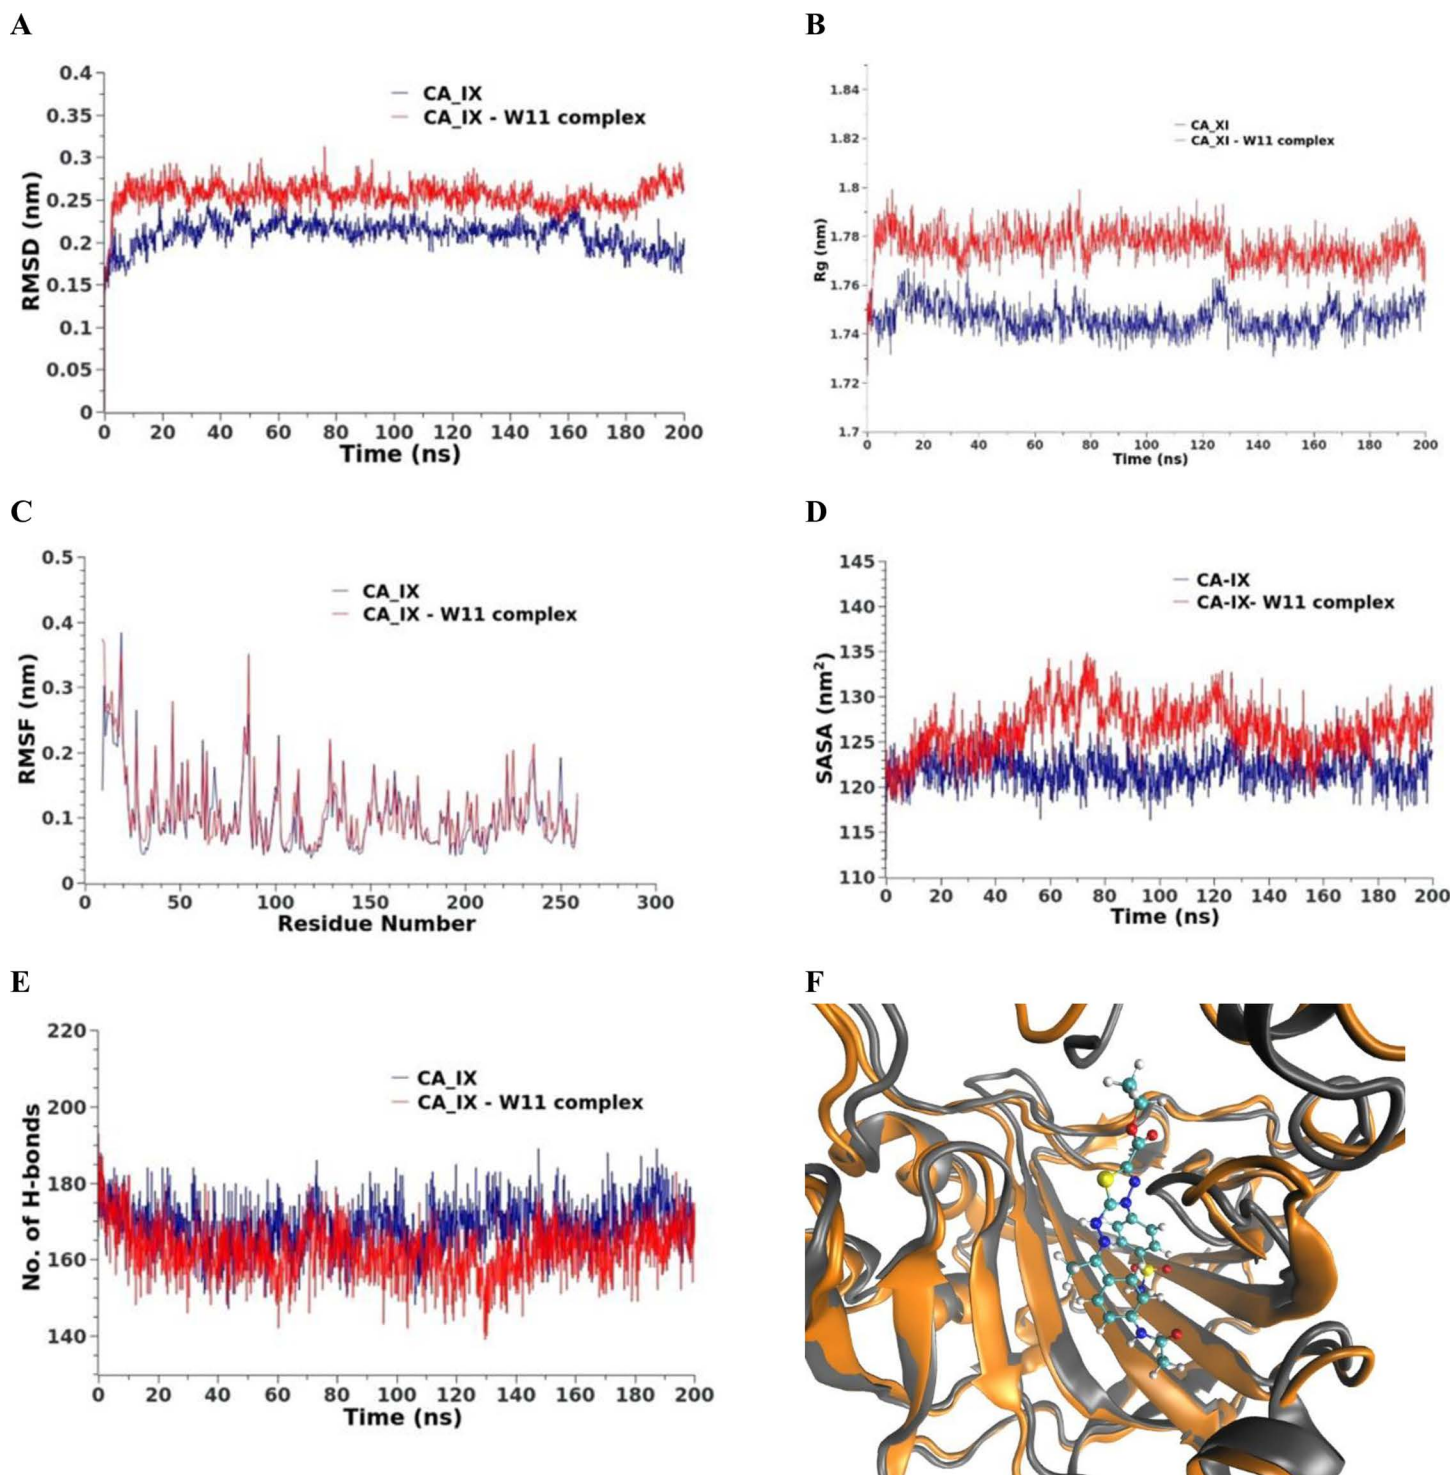 A
0.4
0.35
0.3
0.25
0.2
0.15
0.1
0.05
0
RMSD (nm)
CA_IX
CA_IX - W11 complex
0 20 40 60 80 100 120 140 160 180 200
Time (ns)
B
1.84
1.82
1.8
1.78
1.76
1.74
1.72
1.7
Rg (nm)
CA_XI
CA_XI - W11 complex
0 20 40 60 80 100 120 140 160 180 200
Time (ns)
C
0.5
0.4
0.3
0.2
0.1
0
RMSF (nm)
CA_IX
CA_IX - W11 complex
0 50 100 150 200 250 300
Residue Number
D
145
140
135
130
125
120
115
110
SASA (nm²)
CA-IX
CA-IX- W11 complex
0 20 40 60 80 100 120 140 160 180 200
Time (ns)
E
220
200
180
160
140
No. of H-bonds
CA_IX
CA_IX - W11 complex
0 20 40 60 80 100 120 140 160 180 200
Time (ns)
F